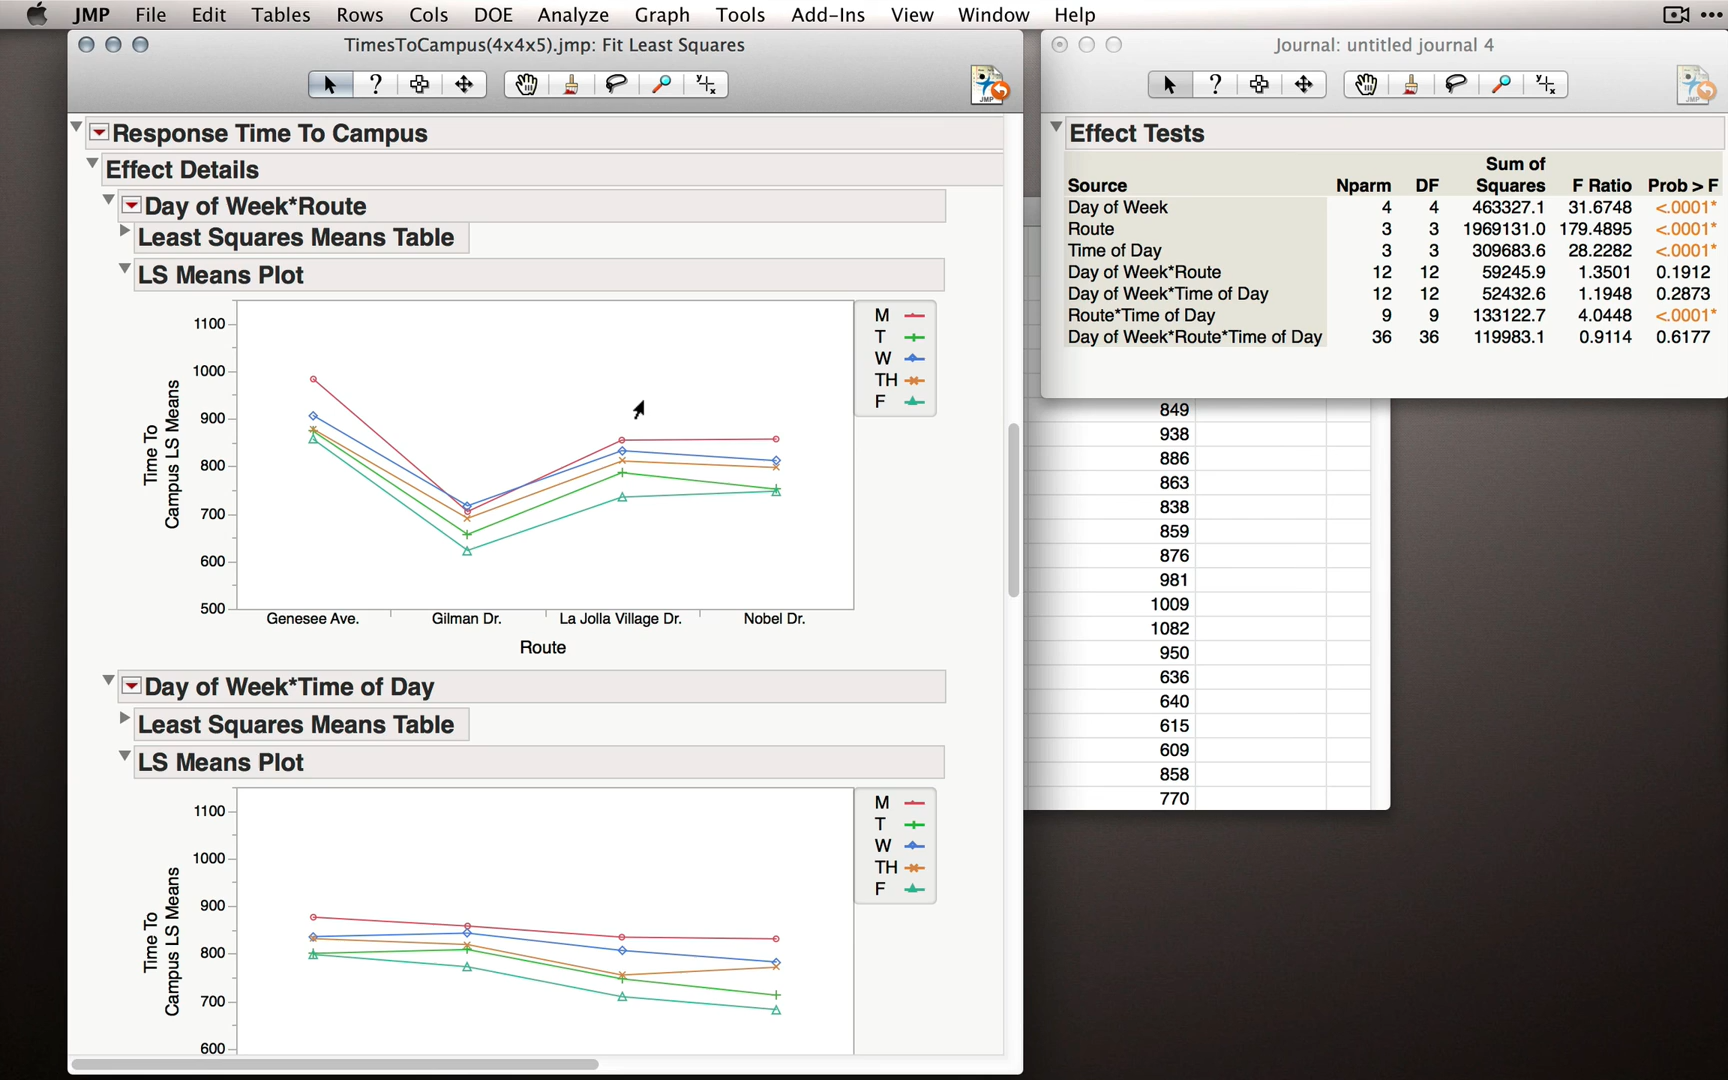 JMP File Edit Tables Rows Cols DOE Analyze Graph Tools Add-Ins View Window Help
TimesToCampus(4x4x5).jmp: Fit Least Squares
Response Time To Campus
Effect Details
Day of Week*Route
Least Squares Means Table
LS Means Plot
1100
1000
900
800
700
600
500
Time To
Campus LS Means
M
T
W
TH
F
Genesee Ave. Gilman Dr. La Jolla Village Dr. Nobel Dr.
Route
Day of Week*Time of Day
Least Squares Means Table
LS Means Plot
1100
1000
900
800
700
600
Time To
Campus LS Means
M
T
W
TH
F
Journal: untitled journal 4
Effect Tests
Sum of
Source Nparm DF Squares F Ratio Prob > F
Day of Week 4 4 463327.1 31.6748 <.0001*
Route 3 3 1969131.0 179.4895 <.0001*
Time of Day 3 3 309683.6 28.2282 <.0001*
Day of Week*Route 12 12 59245.9 1.3501 0.1912
Day of Week*Time of Day 12 12 52432.6 1.1948 0.2873
Route*Time of Day 9 9 133122.7 4.0448 <.0001*
Day of Week*Route*Time of Day 36 36 119983.1 0.9114 0.6177
849
938
886
863
838
859
876
981
1009
1082
950
636
640
615
609
858
770